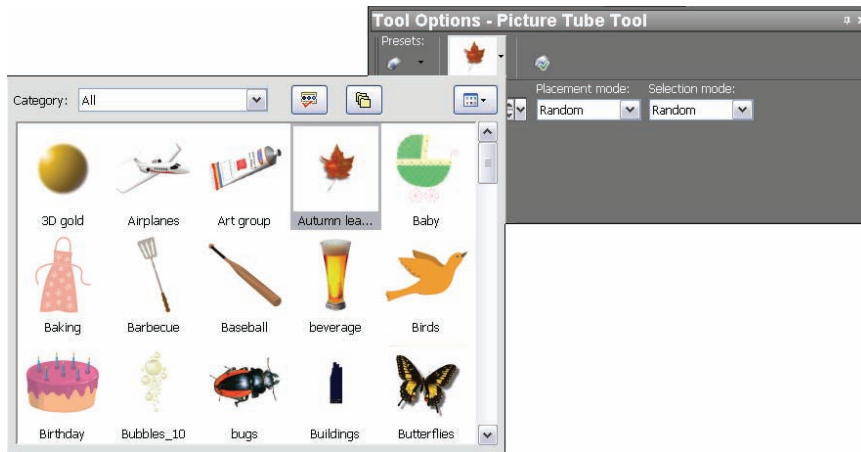 Tool Options - Picture Tube Tool
Presets:
Placement mode: Selection mode:
Random Random
Category: All
3D gold Airplanes Art group Autumn lea... Baby
Baking Barbecue Baseball beverage Birds
Birthday Bubbles_10 bugs Buildings Butterflies